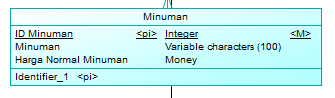 Minuman
ID Minuman <pi> Integer <M>
Minuman Variable characters (100)
Harga Normal Minuman Money
Identifier_1 <pi>